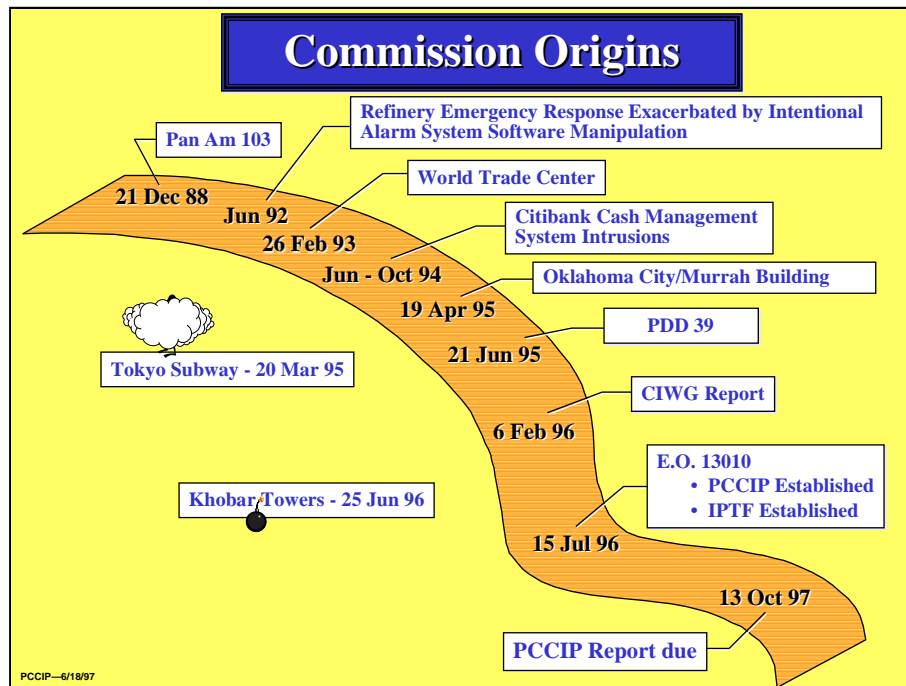 Commission Origins
Refinery Emergency Response Exacerbated by Intentional
Alarm System Software Manipulation
Pan Am 103
World Trade Center
21 Dec 88
Jun 92
Citibank Cash Management
System Intrusions
26 Feb 93
Jun - Oct 94
Oklahoma City/Murrah Building
19 Apr 95
PDD 39
21 Jun 95
Tokyo Subway - 20 Mar 95
CIWG Report
6 Feb 96
E.O. 13010
• PCCIP Established
• IPTF Established
Khobar Towers - 25 Jun 96
15 Jul 96
13 Oct 97
PCCIP Report due
PCCIP—6/18/97